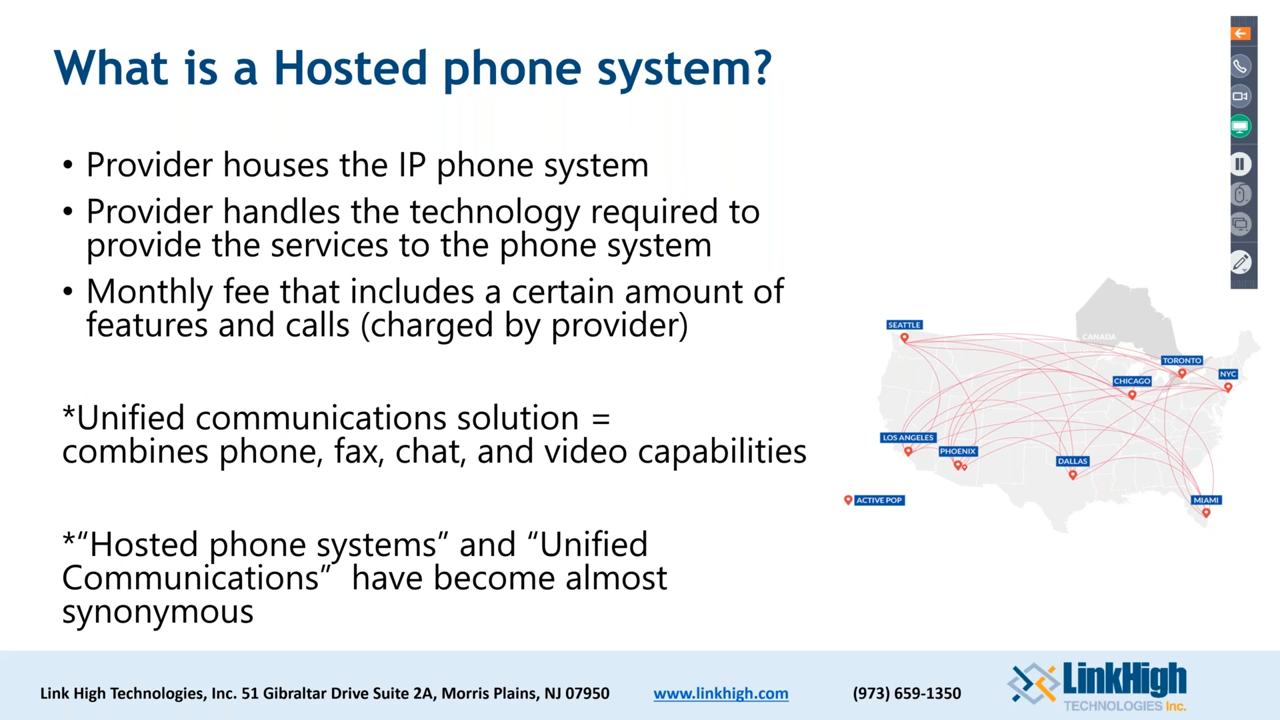 What is a Hosted phone system?
• Provider houses the IP phone system
• Provider handles the technology required to
provide the services to the phone system
• Monthly fee that includes a certain amount of
features and calls (charged by provider)
*Unified communications solution =
combines phone, fax, chat, and video capabilities
*“Hosted phone systems” and “Unified
Communications”  have become almost
synonymous
SEATTLE
CANADA
TORONTO
NYC
CHICAGO
LOS ANGELES
PHOENIX
DALLAS
ACTIVE POP
MIAMI
Link High Technologies, Inc. 51 Gibraltar Drive Suite 2A, Morris Plains, NJ 07950 www.linkhigh.com (973) 659-1350
LinkHigh
TECHNOLOGIES Inc.